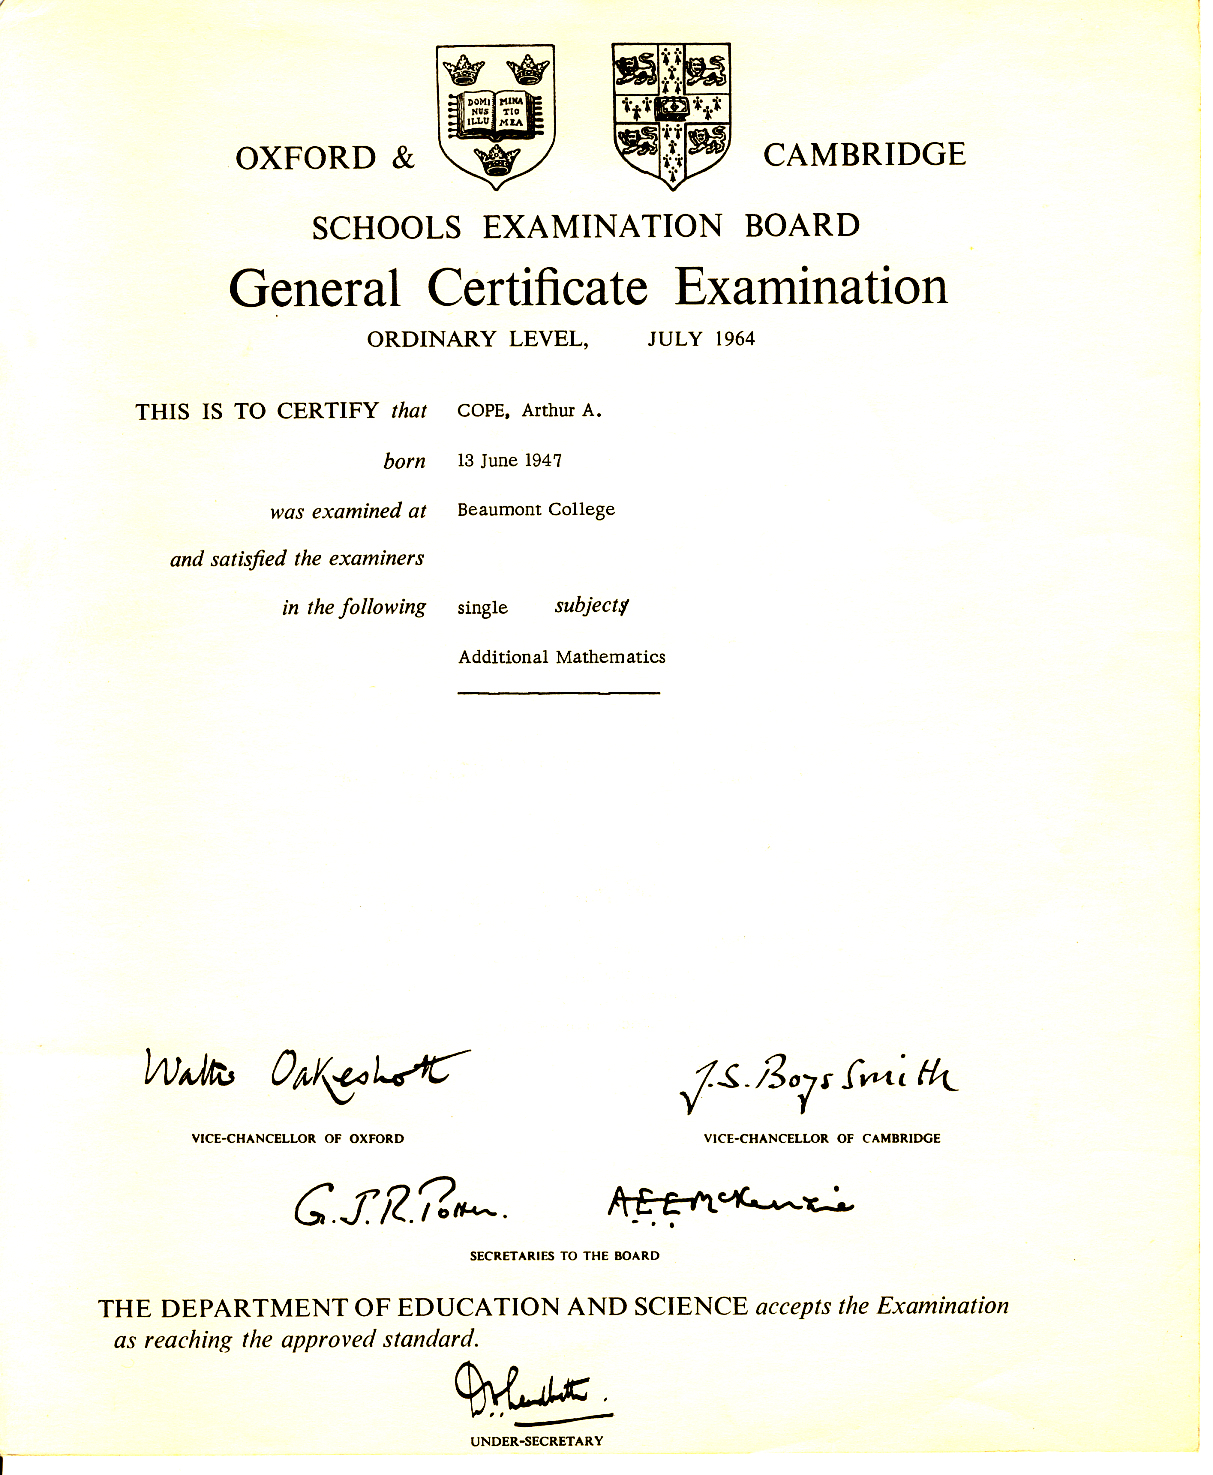 DOMI MINA
NUS TIO
ILLU MEA
OXFORD & CAMBRIDGE
SCHOOLS EXAMINATION BOARD
General Certificate Examination
ORDINARY LEVEL, JULY 1964
THIS IS TO CERTIFY that COPE, Arthur A.
born 13 June 1947
was examined at Beaumont College
and satisfied the examiners
in the following single subject
Additional Mathematics
Walter Oakeshott J.S. Boys Smith
VICE-CHANCELLOR OF OXFORD VICE-CHANCELLOR OF CAMBRIDGE
G.J.R. Potter. A E E McKenzie
SECRETARIES TO THE BOARD
THE DEPARTMENT OF EDUCATION AND SCIENCE accepts the Examination
as reaching the approved standard.
UNDER-SECRETARY